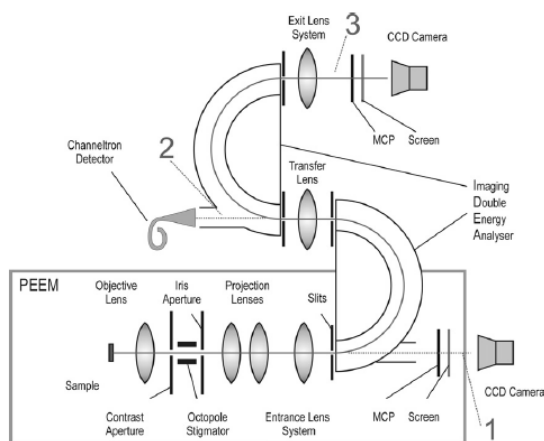 Exit Lens
System
3
CCD Camera
MCP
Screen
Channeltron
Detector
2
Transfer
Lens
Imaging
Double
Energy
Analyser
PEEM
Objective
Lens
Iris
Aperture
Projection
Lenses
Slits
Sample
Contrast
Aperture
Octopole
Stigmator
Entrance Lens
System
MCP
Screen
1
CCD Camera